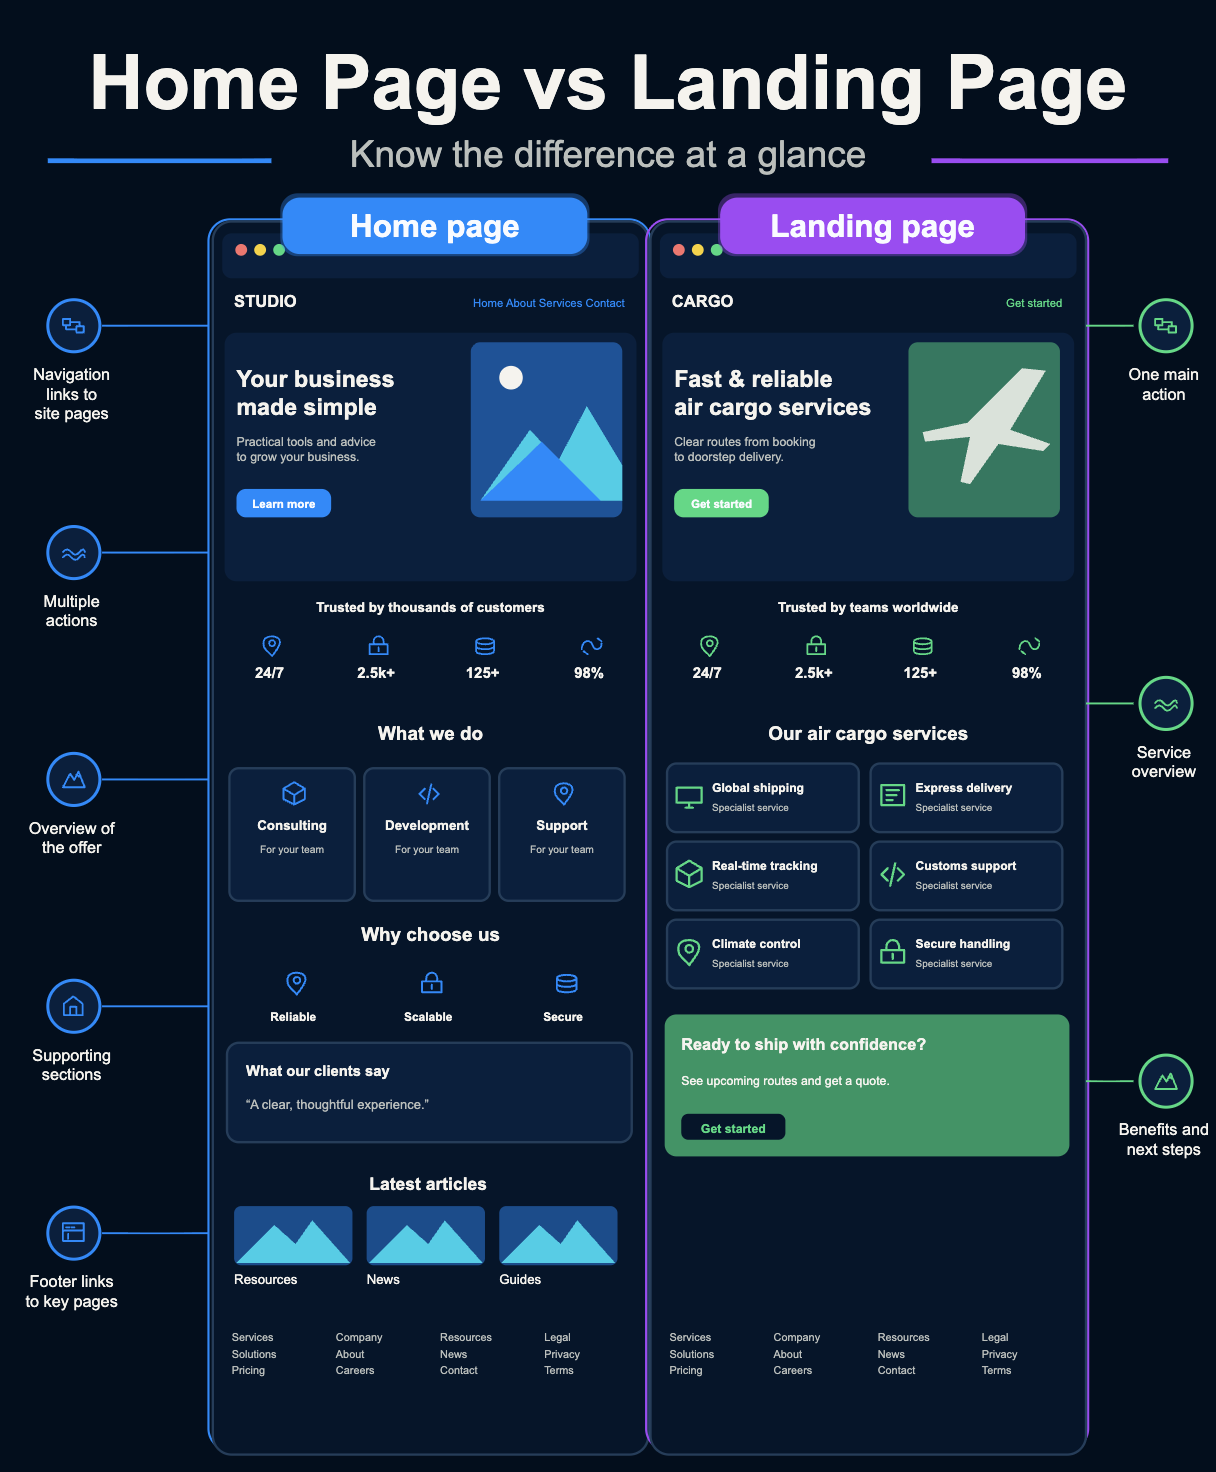 Home Page vs Landing Page
Know the difference at a glance
Home page
STUDIO
Home About Services Contact
Your business
made simple
Practical tools and advice
to grow your business.
Learn more
Trusted by thousands of customers
24/7
2.5k+
125+
98%
What we do
Consulting
For your team
Development
For your team
Support
For your team
Why choose us
Reliable
Scalable
Secure
What our clients say
“A clear, thoughtful experience.”
Latest articles
Resources
News
Guides
Services
Solutions
Pricing
Company
About
Careers
Resources
News
Contact
Legal
Privacy
Terms
Navigation
links to
site pages
Multiple
actions
Overview of
the offer
Supporting
sections
Footer links
to key pages
Landing page
CARGO
Get started
Fast & reliable
air cargo services
Clear routes from booking
to doorstep delivery.
Get started
Trusted by teams worldwide
24/7
2.5k+
125+
98%
Our air cargo services
Global shipping
Specialist service
Express delivery
Specialist service
Real-time tracking
Specialist service
Customs support
Specialist service
Climate control
Specialist service
Secure handling
Specialist service
Ready to ship with confidence?
See upcoming routes and get a quote.
Get started
Services
Solutions
Pricing
Company
About
Careers
Resources
News
Contact
Legal
Privacy
Terms
One main
action
Service
overview
Benefits and
next steps